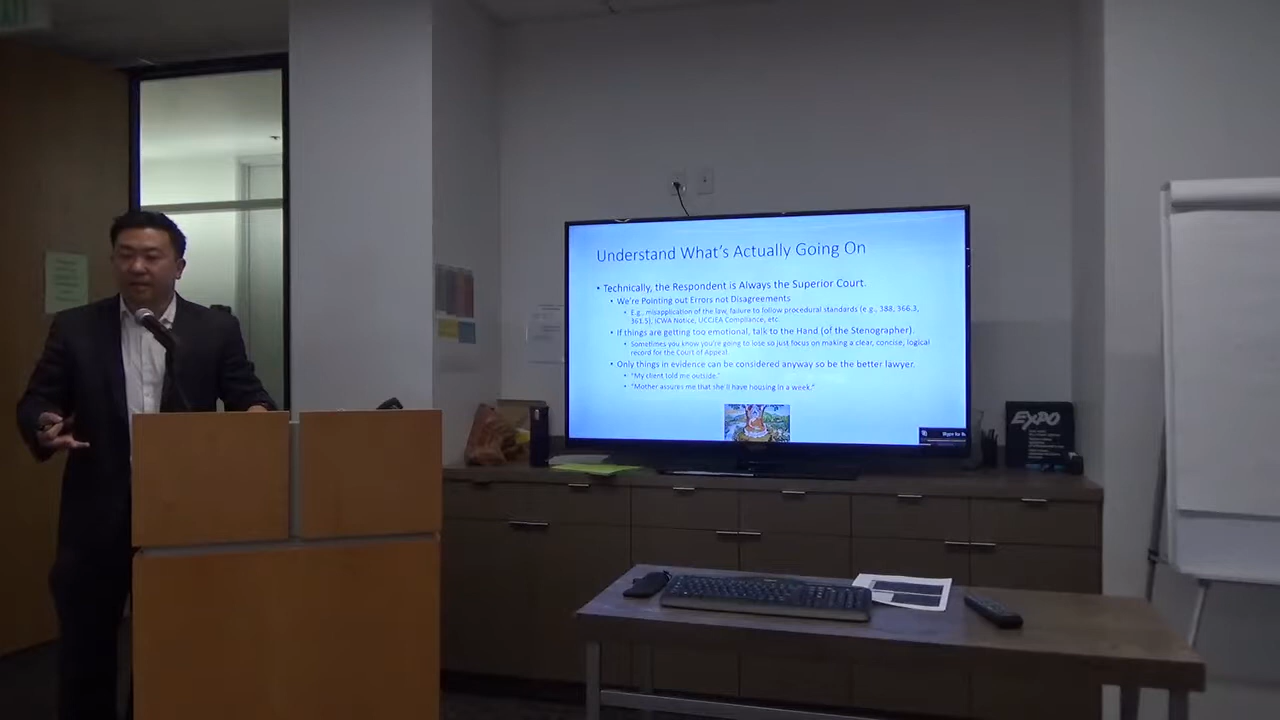 Understand What's Actually Going On
• Technically, the Respondent is Always the Superior Court.
• We're Pointing out Errors not Disagreements
• E.g., misapplication of the law, failure to follow procedural standards (e.g., 388, 366.3,
361.5), ICWA Notice, UCCJEA Compliance, etc.
• If things are getting too emotional, talk to the Hand (of the Stenographer).
• Sometimes you know you're going to lose so just focus on making a clear, concise, logical
record for the Court of Appeal
• Only things in evidence can be considered anyway so be the better lawyer.
• "My client told me outside."
• "Mother assures me that she ll have housing in a week."
Skype for
EXPO